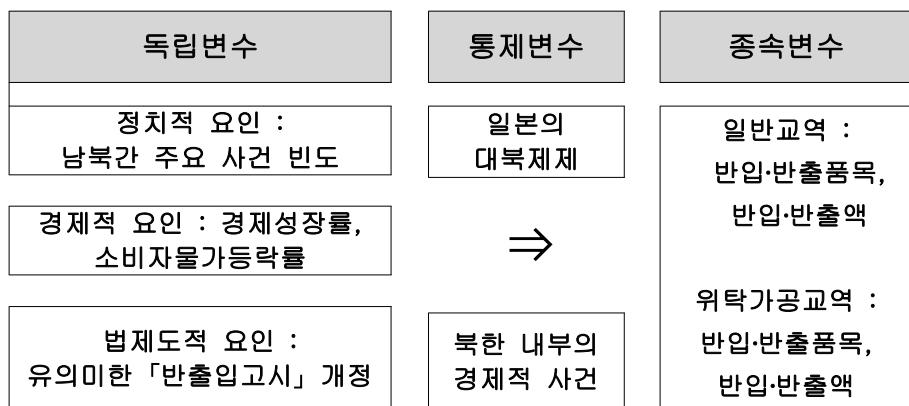 독립변수
통제변수
종속변수
정치적 요인 :
남북간 주요 사건 빈도
경제적 요인 : 경제성장률,
소비자물가등락률
법제도적 요인 :
유의미한 「반출입고시」 개정
일본의
대북제제
⇒
북한 내부의
경제적 사건
일반교역 :
반입·반출품목,
반입·반출액
위탁가공교역 :
반입·반출품목,
반입·반출액